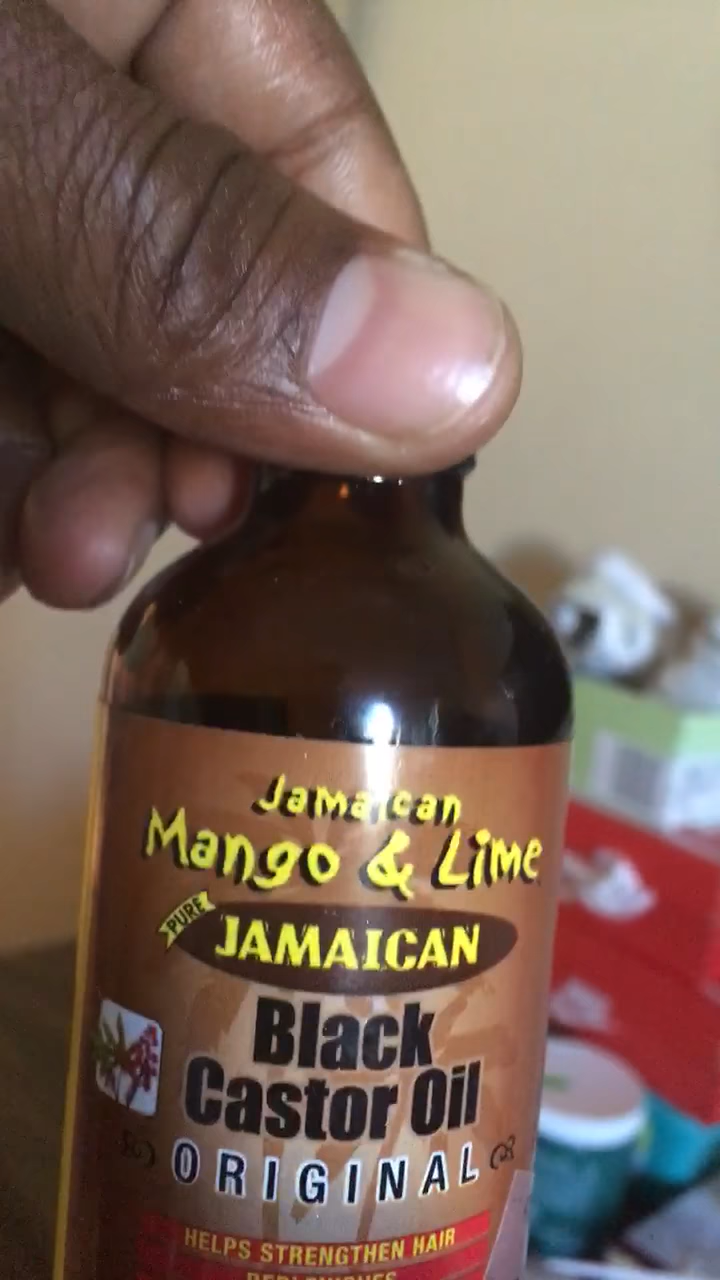 Jamaican
Mango & Lime
PURE
JAMAICAN
Black
Castor Oil
ORIGINAL
HELPS STRENGTHEN HAIR